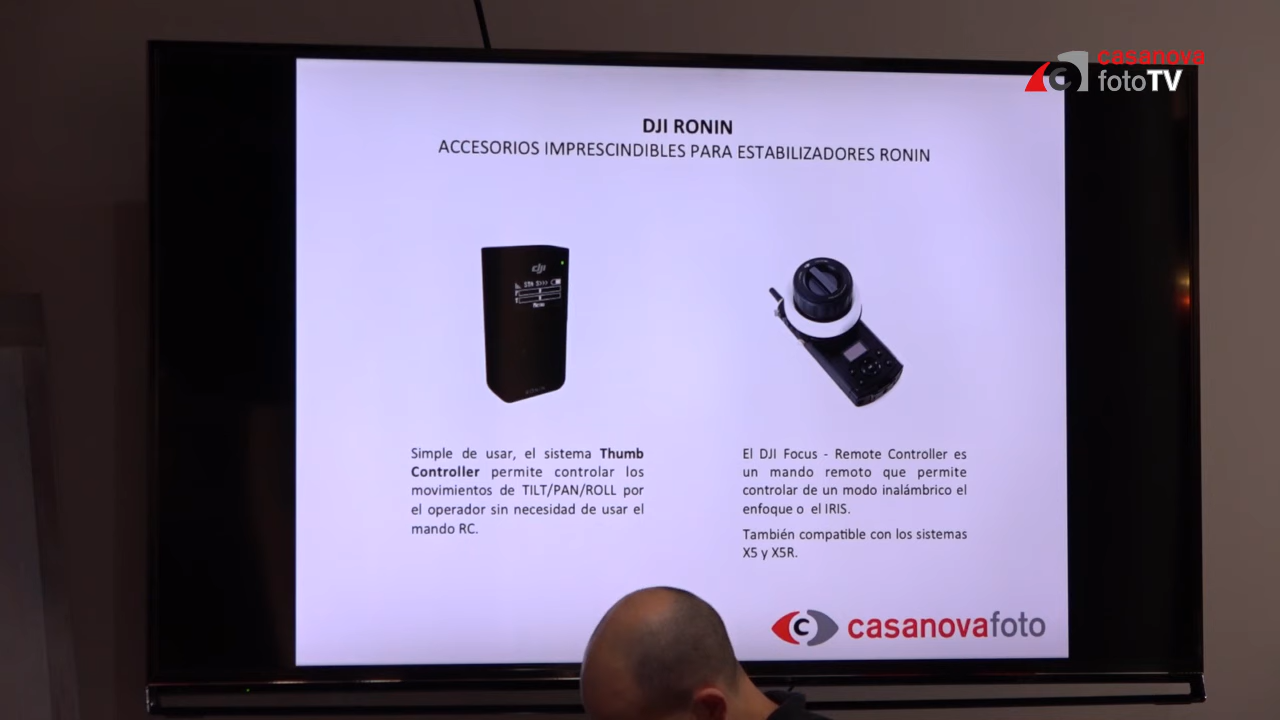 casanova
fotoTV
DJI RONIN
ACCESORIOS IMPRESCINDIBLES PARA ESTABILIZADORES RONIN
dji
Menu
Simple de usar, el sistema Thumb
Controller permite controlar los
movimientos de TILT/PAN/ROLL por
el operador sin necesidad de usar el
mando RC.
El DJI Focus - Remote Controller es
un mando remoto que permite
controlar de un modo inalámbrico el
enfoque o el IRIS.
También compatible con los sistemas
X5 y X5R.
casanovafoto